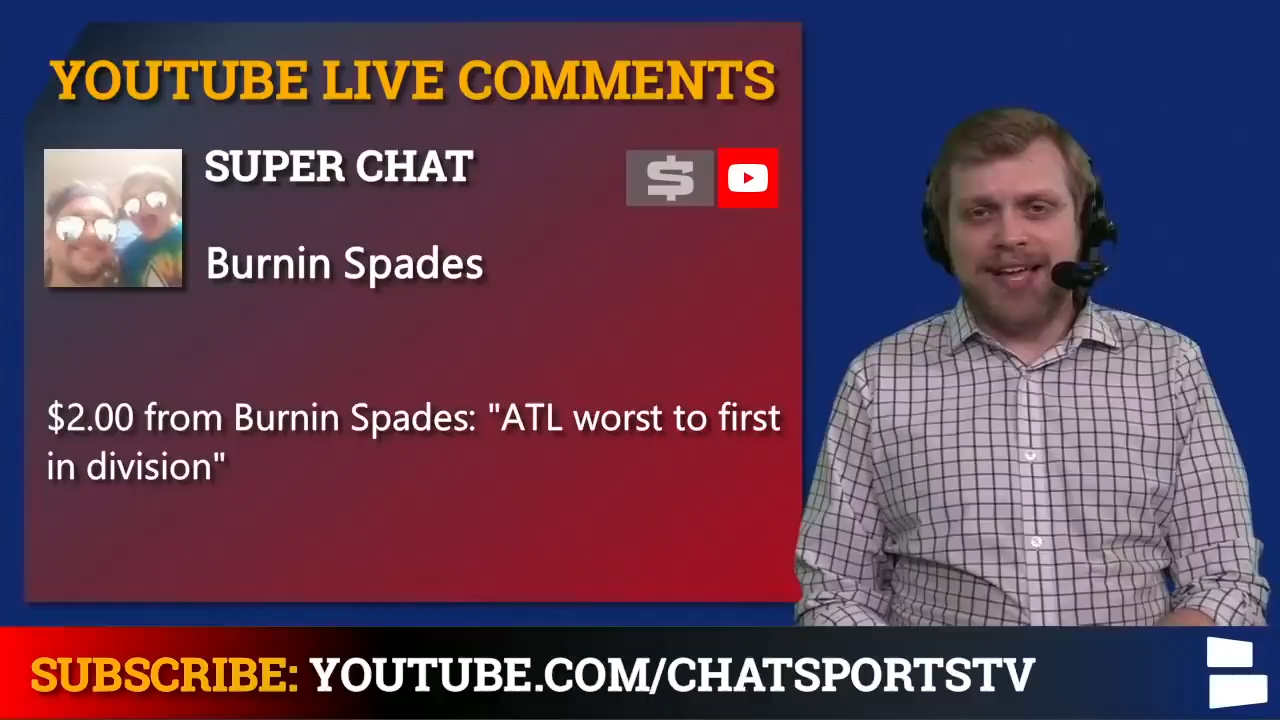 YOUTUBE LIVE COMMENTS
SUPER CHAT
$
Burnin Spades
$2.00 from Burnin Spades: "ATL worst to first
in division"
SUBSCRIBE: YOUTUBE.COM/CHATSPORTSTV